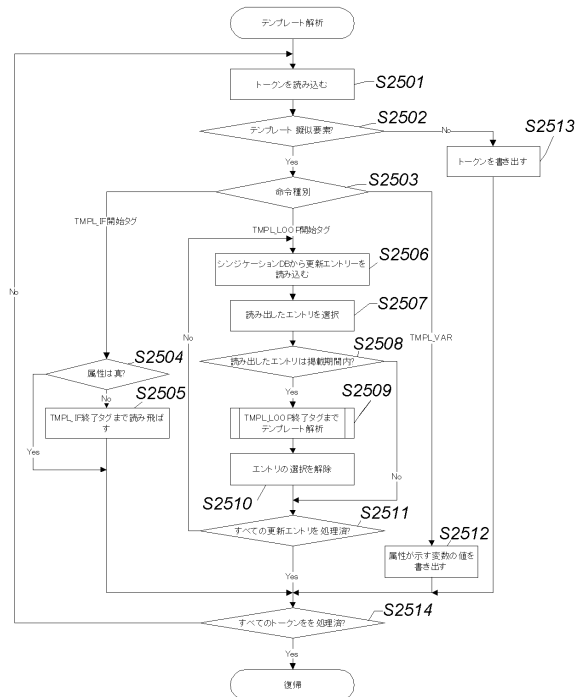 テンプレート解析
トークンを読み込む
S2501
テンプレート擬似要素?
S2502
No
S2513
トークンを書き出す
Yes
命令種別
S2503
TMPL_IF開始タグ
TMPL_LOOP開始タグ
TMPL_VAR
シンジケーションDBから更新エントリーを
読み込む
S2506
読み出したエントリを選択
S2507
No
No
S2504
属性は真?
読み出したエントリは掲載期間内?
S2508
No
S2505
Yes
TMPL_IF終了タグまで読み飛ば
す
TMPL_LOOP終了タグまで
テンプレート解析
S2509
Yes
エントリの選択を解除
S2510
No
すべての更新エントリを処理済?
S2511
S2512
属性が示す変数の値を
書き出す
Yes
すべてのトークンをを処理済?
S2514
Yes
復帰